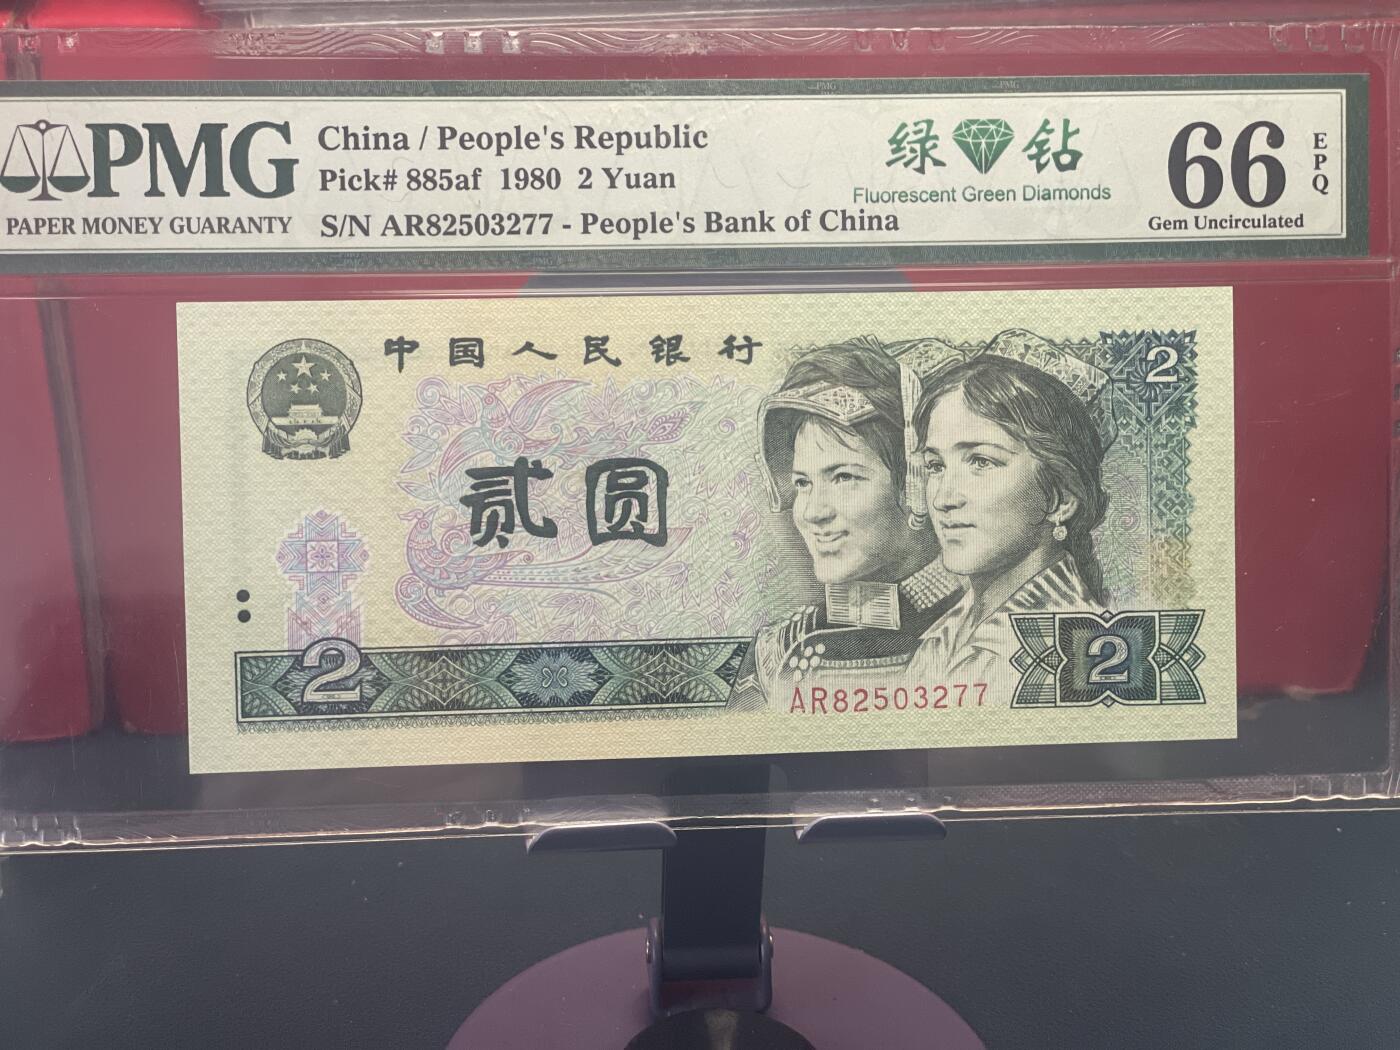 PMG
PAPER MONEY GUARANTY
China / People's Republic
Pick# 885af 1980 2 Yuan
S/N AR82503277 - People's Bank of China
绿 钻
Fluorescent Green Diamonds
66
EPQ
Gem Uncirculated
中国人民银行
2
贰圆
2
2
AR82503277